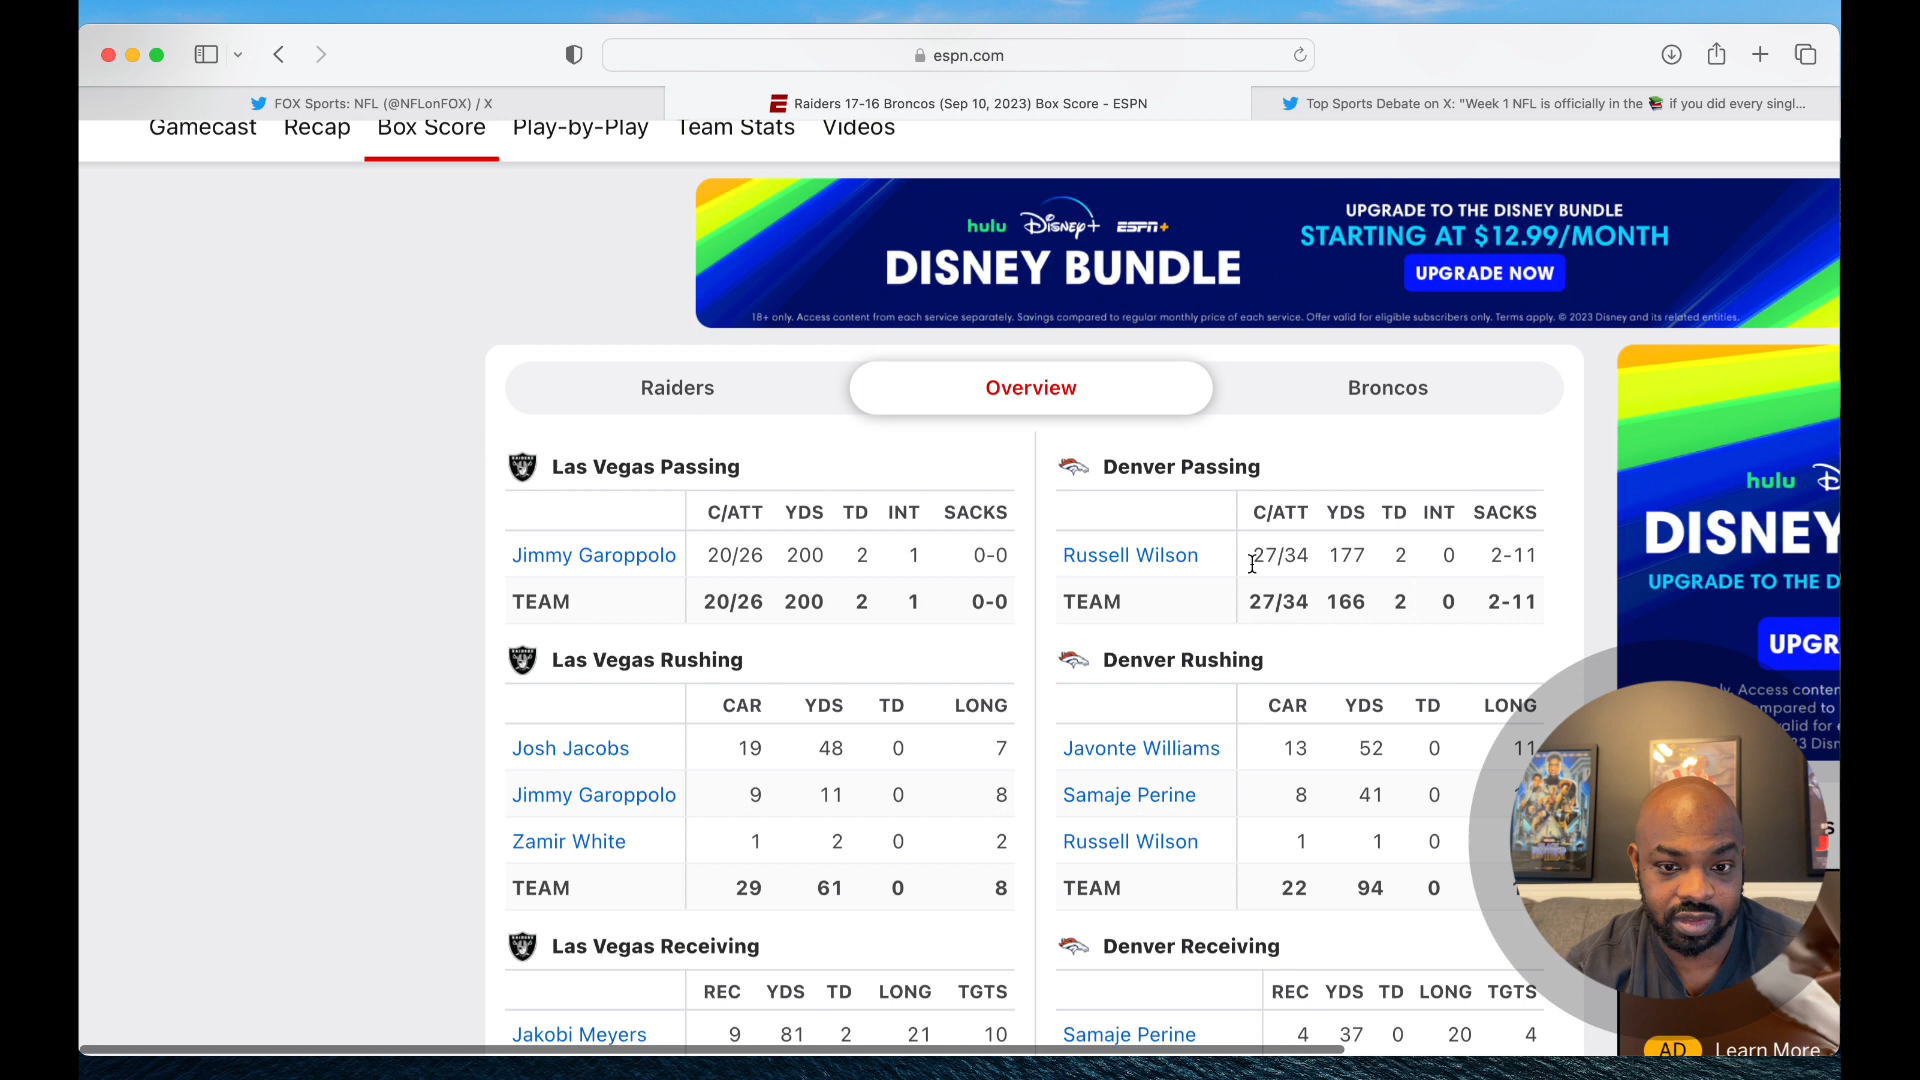 espn.com
FOX Sports: NFL (@NFLonFOX) / X
Raiders 17-16 Broncos (Sep 10, 2023) Box Score - ESPN
Top Sports Debate on X: "Week 1 NFL is officially in the 📚 if you did every singl...
Gamecast Recap Box Score Play-by-Play Team Stats Videos
hulu Disney+ ESPN+
DISNEY BUNDLE
UPGRADE TO THE DISNEY BUNDLE
STARTING AT $12.99/MONTH
UPGRADE NOW
18+ only. Access content from each service separately. Savings compared to regular monthly price of each service. Offer valid for eligible subscribers only. Terms apply. © 2023 Disney and its related entities.
Raiders Overview Broncos
Las Vegas Passing
C/ATT YDS TD INT SACKS
Jimmy Garoppolo 20/26 200 2 1 0-0
TEAM 20/26 200 2 1 0-0
Las Vegas Rushing
CAR YDS TD LONG
Josh Jacobs 19 48 0 7
Jimmy Garoppolo 9 11 0 8
Zamir White 1 2 0 2
TEAM 29 61 0 8
Las Vegas Receiving
REC YDS TD LONG TGTS
Jakobi Meyers 9 81 2 21 10
Denver Passing
C/ATT YDS TD INT SACKS
Russell Wilson 27/34 177 2 0 2-11
TEAM 27/34 166 2 0 2-11
Denver Rushing
CAR YDS TD LONG
Javonte Williams 13 52 0 11
Samaje Perine 8 41 0
Russell Wilson 1 1 0
TEAM 22 94 0
Denver Receiving
REC YDS TD LONG TGTS
Samaje Perine 4 37 0 20 4
hulu
DISNEY
UPGRADE TO THE D
UPGR
Access conten
mpared to
alid for e
23 Disn
AD Learn More